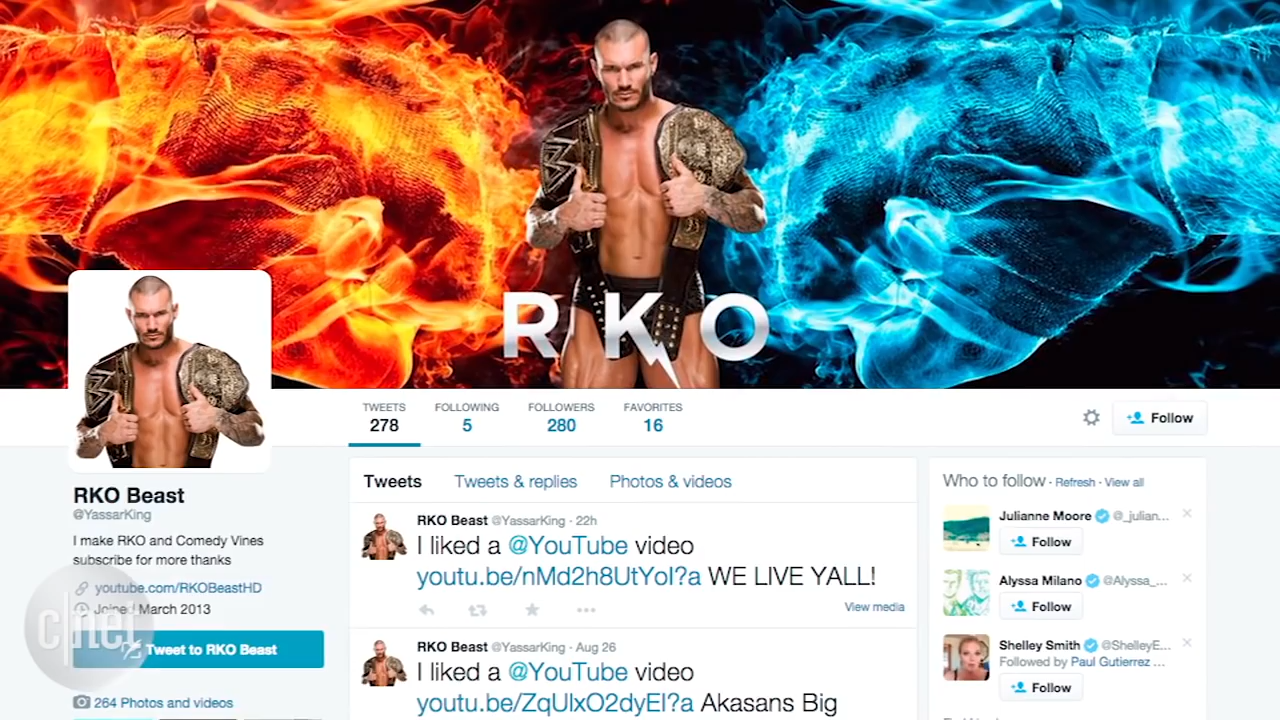 RKO
TWEETS
278
FOLLOWING
5
FOLLOWERS
280
FAVORITES
16
Follow
RKO Beast
@YassarKing
I make RKO and Comedy Vines
subscribe for more thanks
youtube.com/RKOBeastHD
Joined March 2013
c|net
Tweet to RKO Beast
264 Photos and videos
Tweets Tweets & replies Photos & videos
RKO Beast @YassarKing · 22h
I liked a @YouTube video
youtu.be/nMd2h8UtYoI?a WE LIVE YALL!
View media
RKO Beast @YassarKing · Aug 26
I liked a @YouTube video
youtu.be/ZqUlxO2dyEI?a Akasans Big
Who to follow · Refresh · View all
Julianne Moore @_julian...
Follow
Alyssa Milano @Alyssa_...
Follow
Shelley Smith @ShelleyE...
Followed by Paul Gutierrez ...
Follow